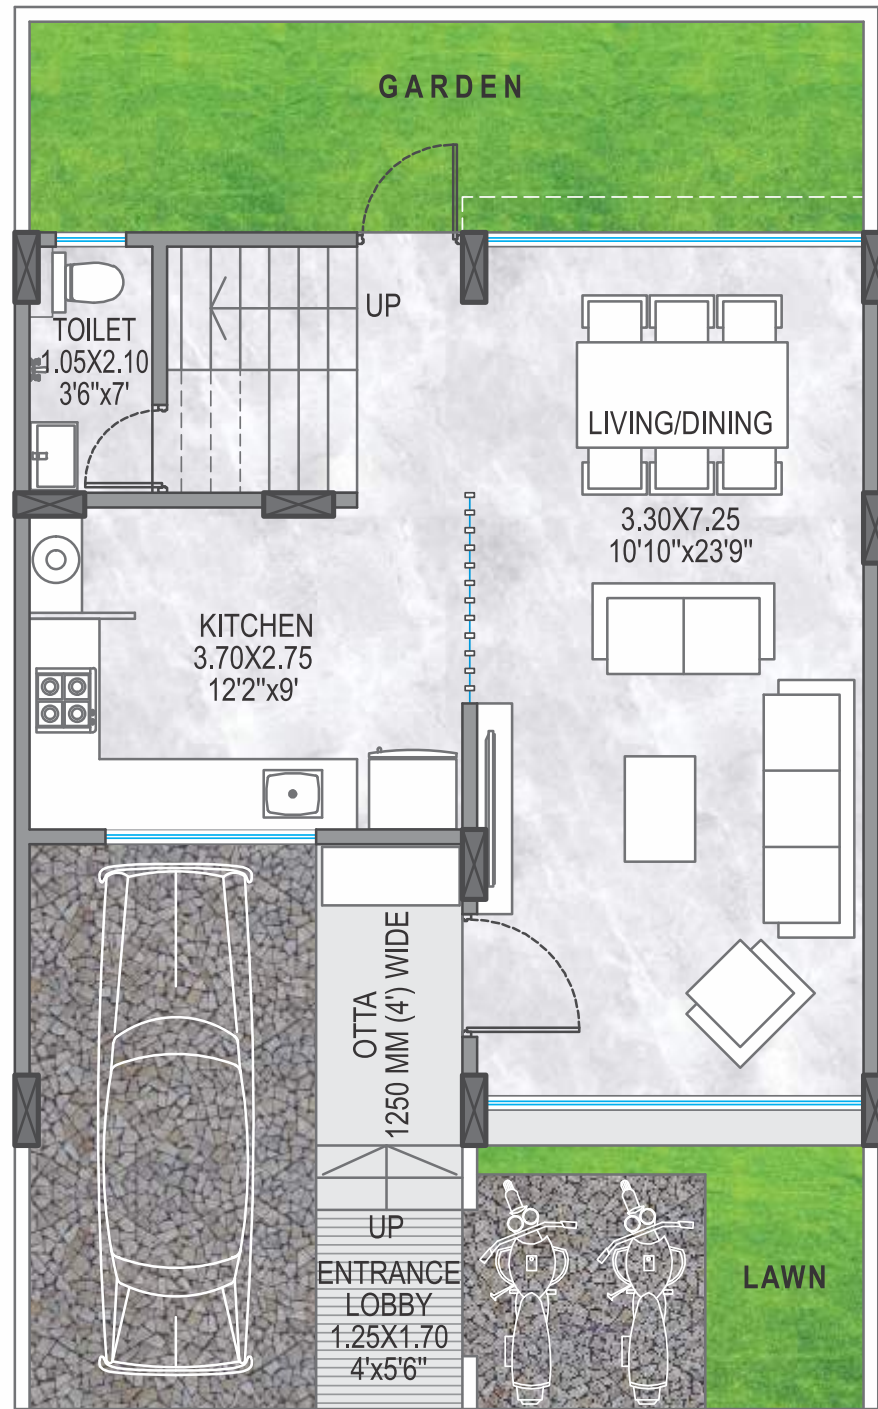 GARDEN
UP
TOILET
1.05X2.10
3'6"x7'
LIVING/DINING
3.30X7.25
10'10"x23'9"
KITCHEN
3.70X2.75
12'2"x9'
OTTA
1250 MM (4') WIDE
UP
ENTRANCE
LOBBY
1.25X1.70
4'x5'6"
LAWN